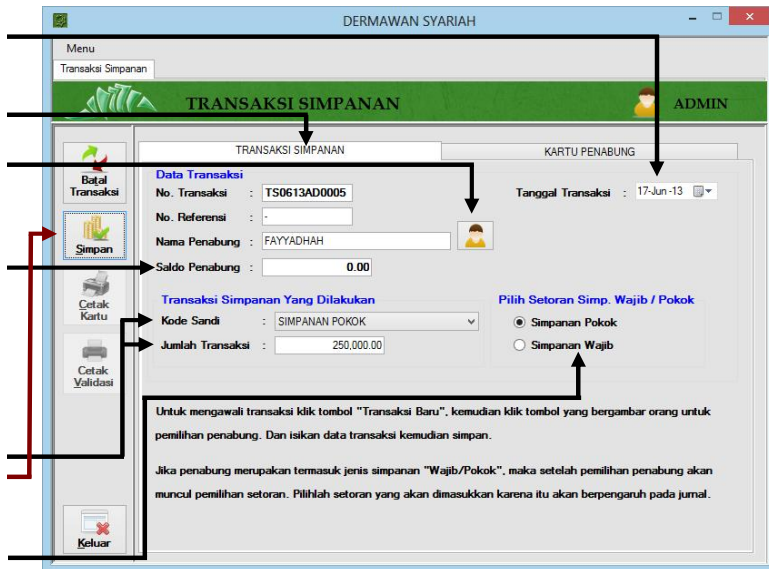 DERMAWAN SYARIAH
Menu
Transaksi Simpanan
TRANSAKSI SIMPANAN
ADMIN
TRANSAKSI SIMPANAN
KARTU PENABUNG
Batal
Transaksi
Simpan
Cetak
Kartu
Cetak
Validasi
Keluar
Data Transaksi
No. Transaksi : TS0613AD0005
Tanggal Transaksi : 17-Jun-13
No. Referensi : -
Nama Penabung : FAYYADHAH
Saldo Penabung : 0.00
Transaksi Simpanan Yang Dilakukan
Kode Sandi : SIMPANAN POKOK
Jumlah Transaksi : 250,000.00
Pilih Setoran Simp. Wajib / Pokok
Simpanan Pokok
Simpanan Wajib
Untuk mengawali transaksi klik tombol "Transaksi Baru", kemudian klik tombol yang bergambar orang untuk
pemilihan penabung. Dan isikan data transaksi kemudian simpan.
Jika penabung merupakan termasuk jenis simpanan "Wajib/Pokok", maka setelah pemilihan penabung akan
muncul pemilihan setoran. Pilihlah setoran yang akan dimasukkan karena itu akan berpengaruh pada jurnal.